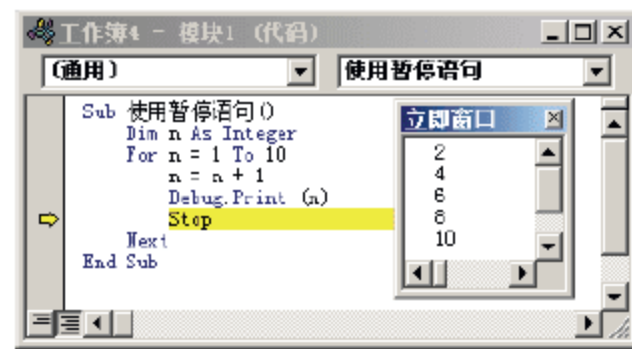 工作簿4 - 模块1 (代码)
(通用)
使用暂停语句
Sub 使用暂停语句()
Dim n As Integer
For n = 1 To 10
n = n + 1
Debug.Print (n)
Stop
Next
End Sub
立即窗口
2
4
6
8
10